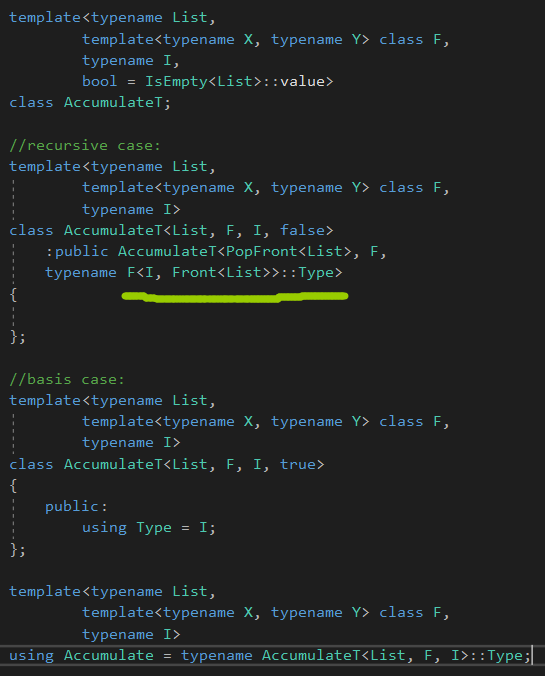 template<typename List,
        template<typename X, typename Y> class F,
        typename I,
        bool = IsEmpty<List>::value>
class AccumulateT;

//recursive case:
template<typename List,
        template<typename X, typename Y> class F,
        typename I>
class AccumulateT<List, F, I, false>
    :public AccumulateT<PopFront<List>, F,
    typename F<I, Front<List>>::Type>
{

};

//basis case:
template<typename List,
        template<typename X, typename Y> class F,
        typename I>
class AccumulateT<List, F, I, true>
{
    public:
        using Type = I;
};

template<typename List,
        template<typename X, typename Y> class F,
        typename I>
using Accumulate = typename AccumulateT<List, F, I>::Type;